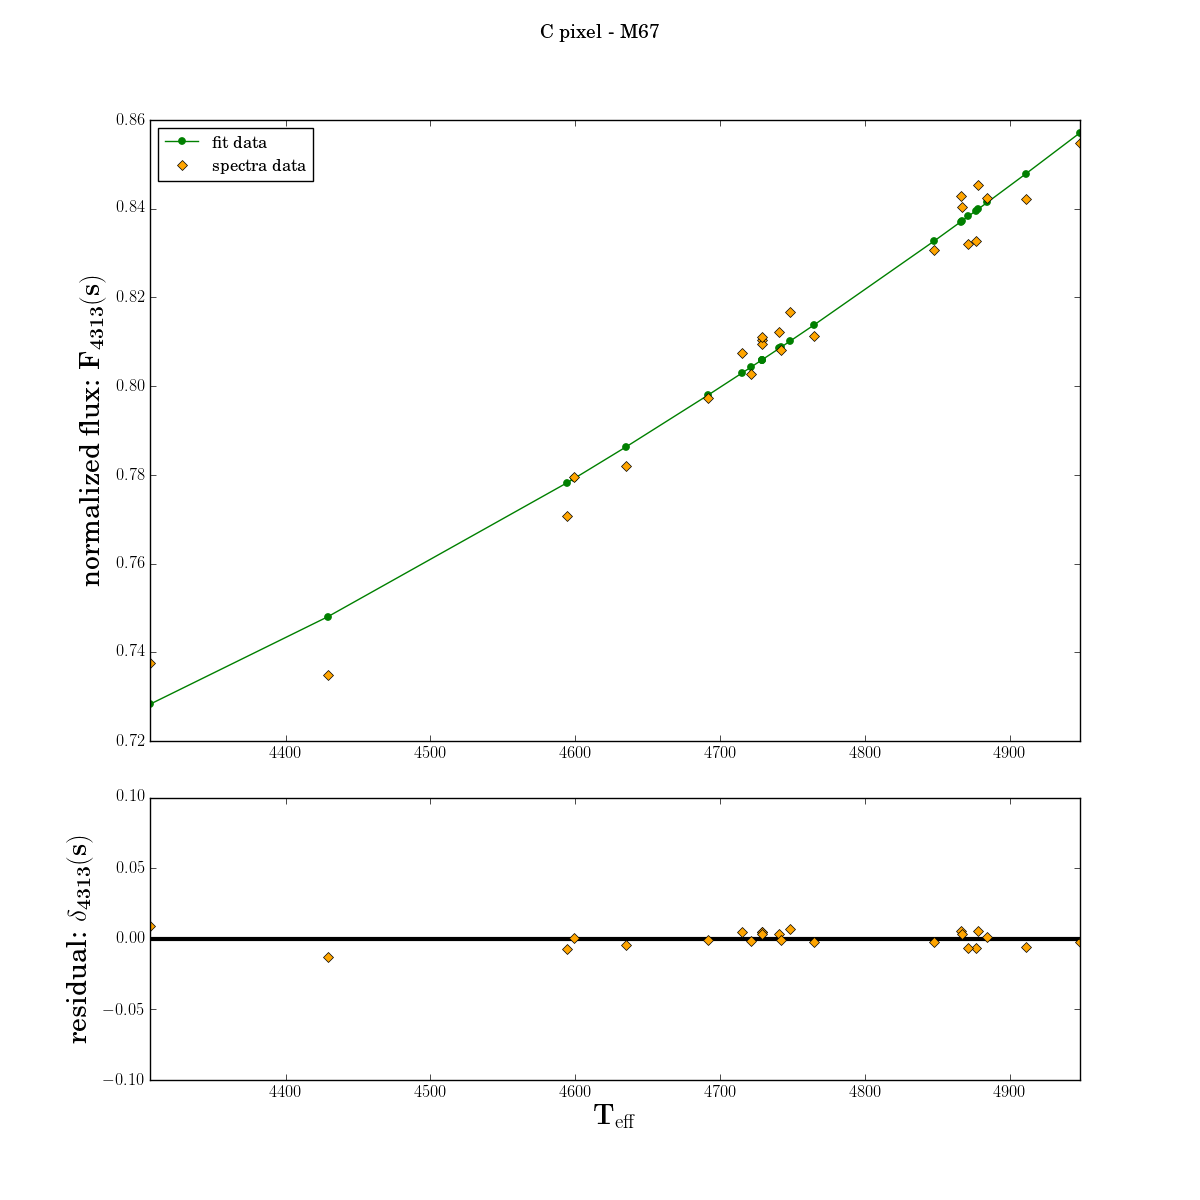 C pixel - M67
0.86
fit data
spectra data
0.84
0.82
0.80
0.78
0.76
0.74
0.72
normalized flux: F4313(s)
4400 4500 4600 4700 4800 4900
0.10
0.05
0.00
−0.05
−0.10
residual: δ4313(s)
4400 4500 4600 4700 4800 4900
Teff